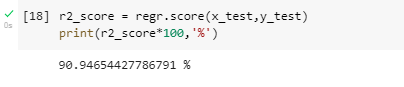 [18] r2_score = regr.score(x_test,y_test)
print(r2_score*100,'%')
0s
90.94654427786791 %